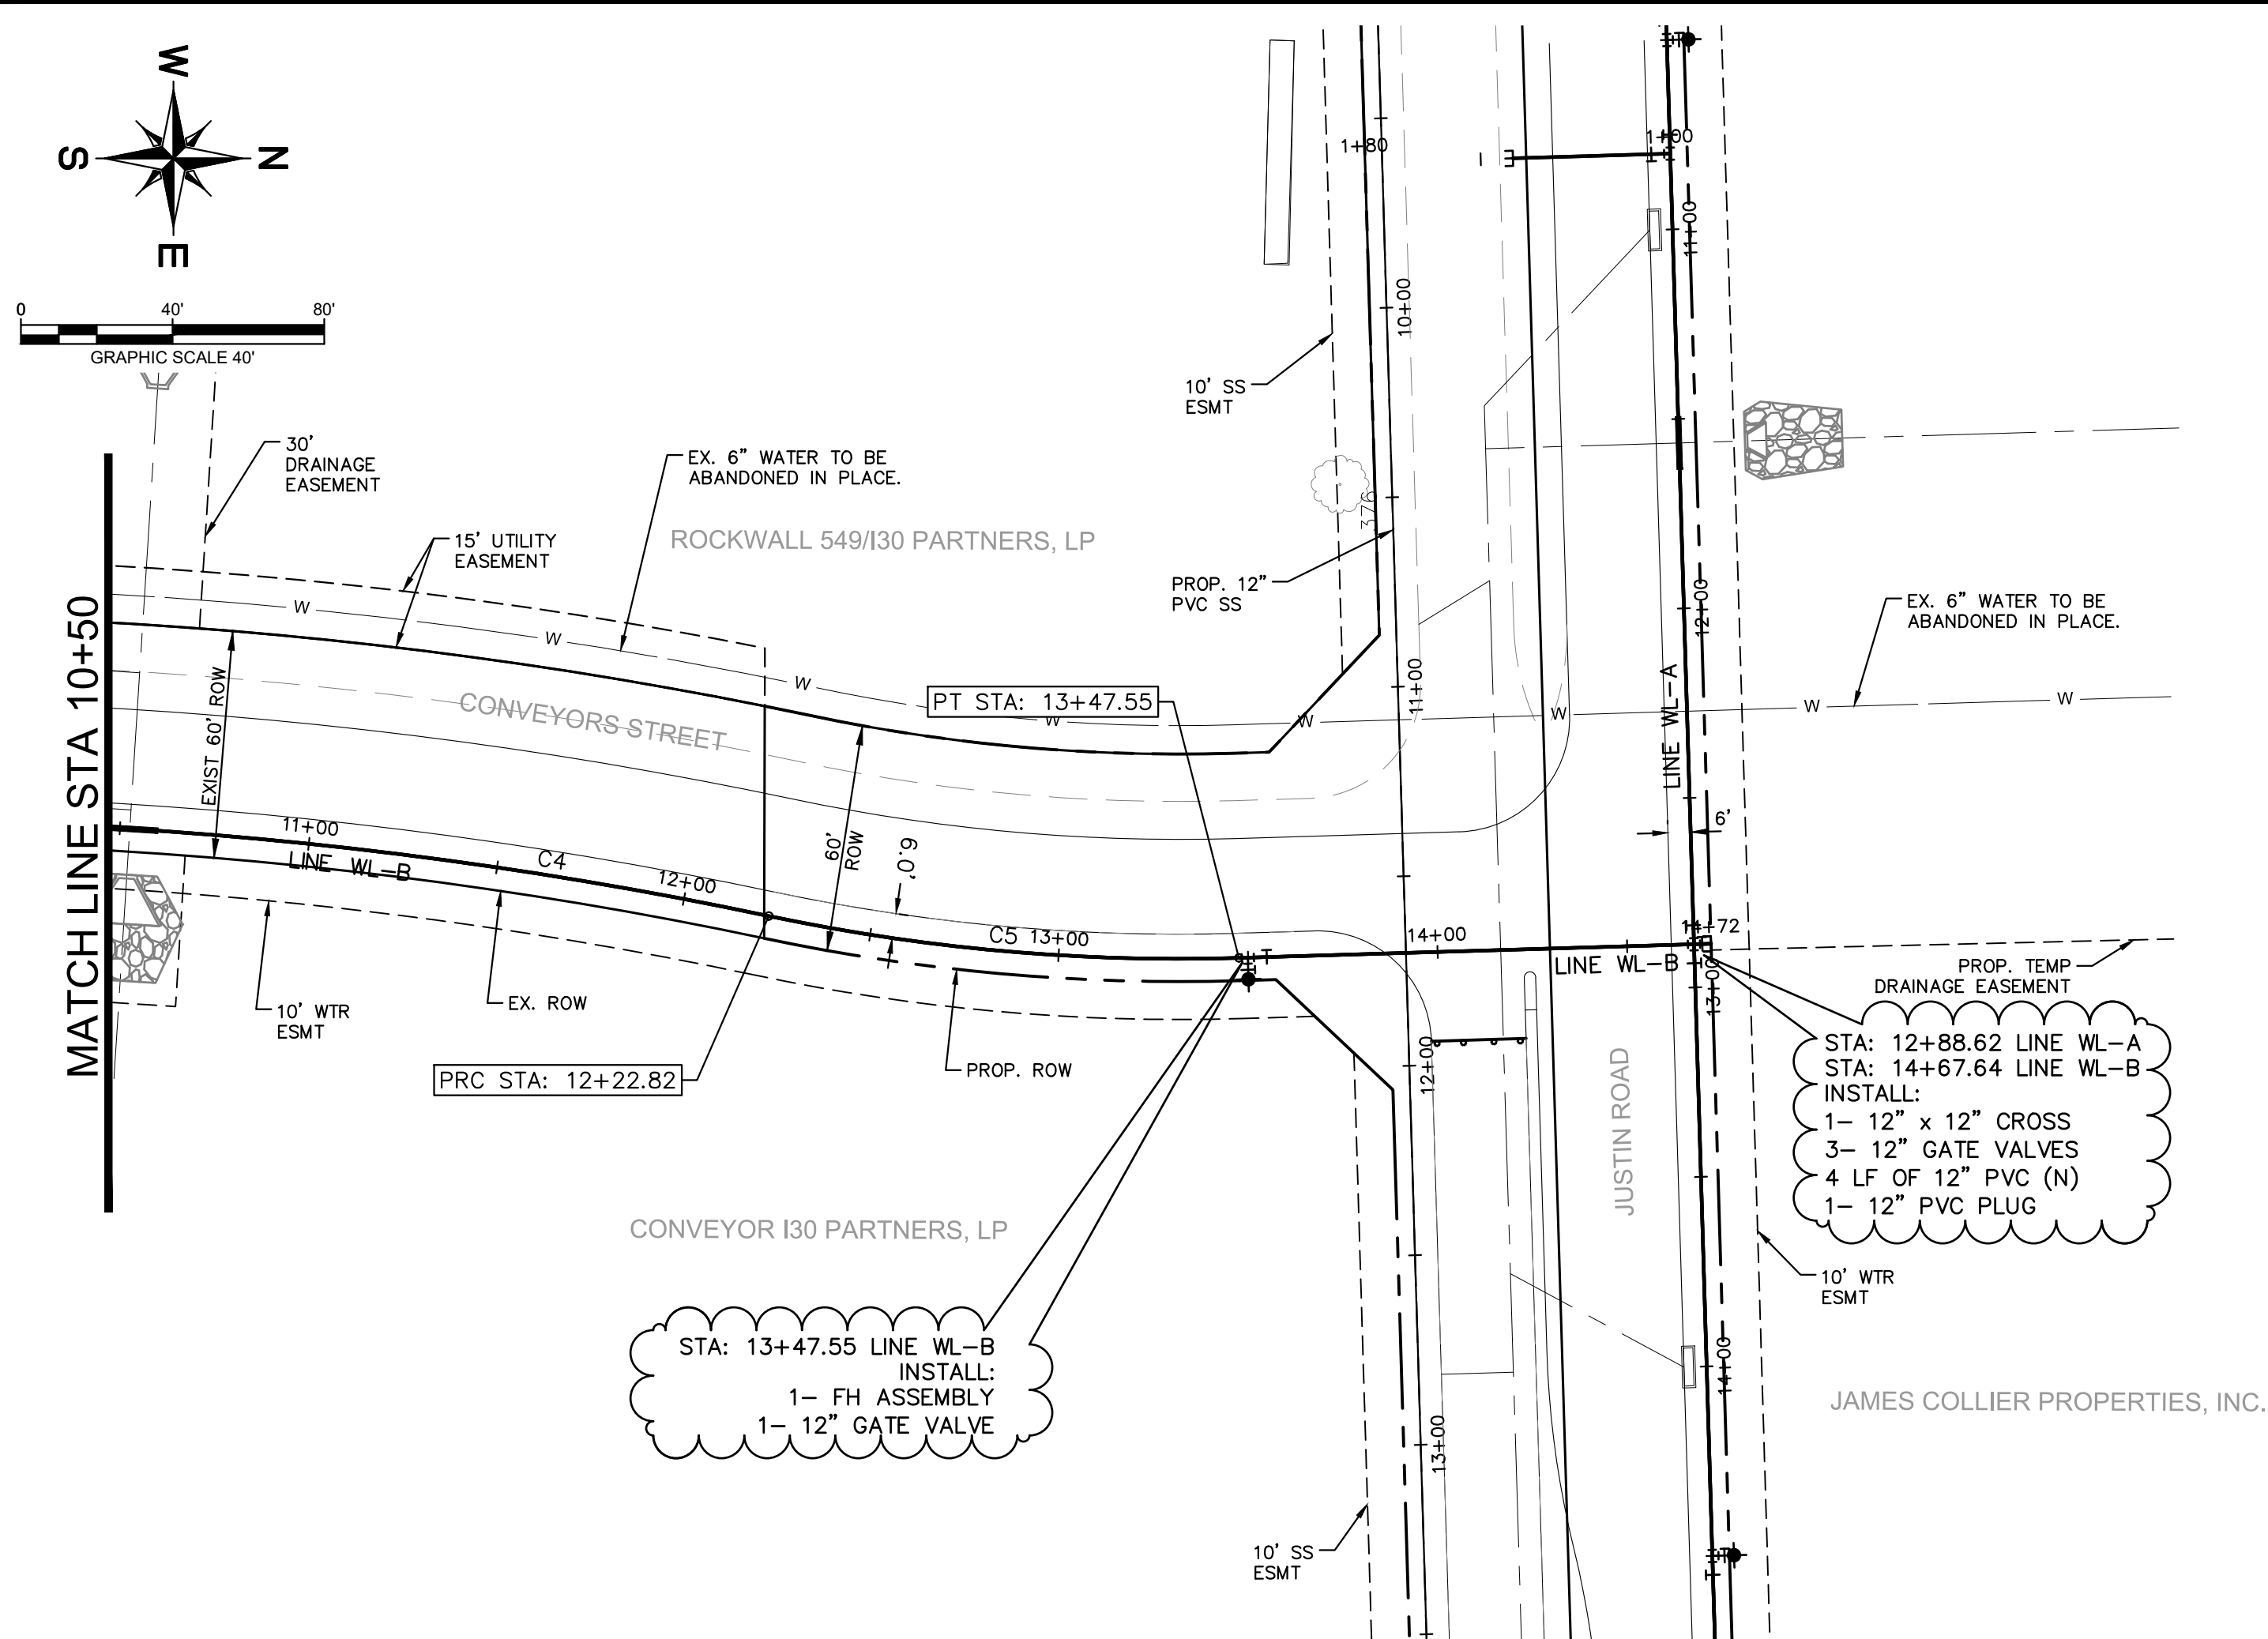 W
S
N
E
0 40' 80'
GRAPHIC SCALE 40'
30'
DRAINAGE
EASEMENT
15' UTILITY
EASEMENT
EX. 6" WATER TO BE
ABANDONED IN PLACE.
ROCKWALL 549/I30 PARTNERS, LP
10' SS
ESMT
PROP. 12"
PVC SS
1+80
10+00
376
11+00
12+00
13+00
1+00
11+00
12+00
13+00
14+00
EX. 6" WATER TO BE
ABANDONED IN PLACE.
LINE WL-A
6'
MATCH LINE STA 10+50
EXIST 60' ROW
CONVEYORS STREET
W
W
W
W
W
W
W
W
PT STA: 13+47.55
60'
ROW
6.0'
11+00
LINE WL-B
C4
12+00
C5 13+00
14+00
LINE WL-B
14+72
10' WTR
ESMT
EX. ROW
PRC STA: 12+22.82
PROP. ROW
PROP. TEMP
DRAINAGE EASEMENT
STA: 12+88.62 LINE WL-A
STA: 14+67.64 LINE WL-B
INSTALL:
1- 12" x 12" CROSS
3- 12" GATE VALVES
4 LF OF 12" PVC (N)
1- 12" PVC PLUG
JUSTIN ROAD
CONVEYOR I30 PARTNERS, LP
STA: 13+47.55 LINE WL-B
INSTALL:
1- FH ASSEMBLY
1- 12" GATE VALVE
10' WTR
ESMT
JAMES COLLIER PROPERTIES, INC.
10' SS
ESMT